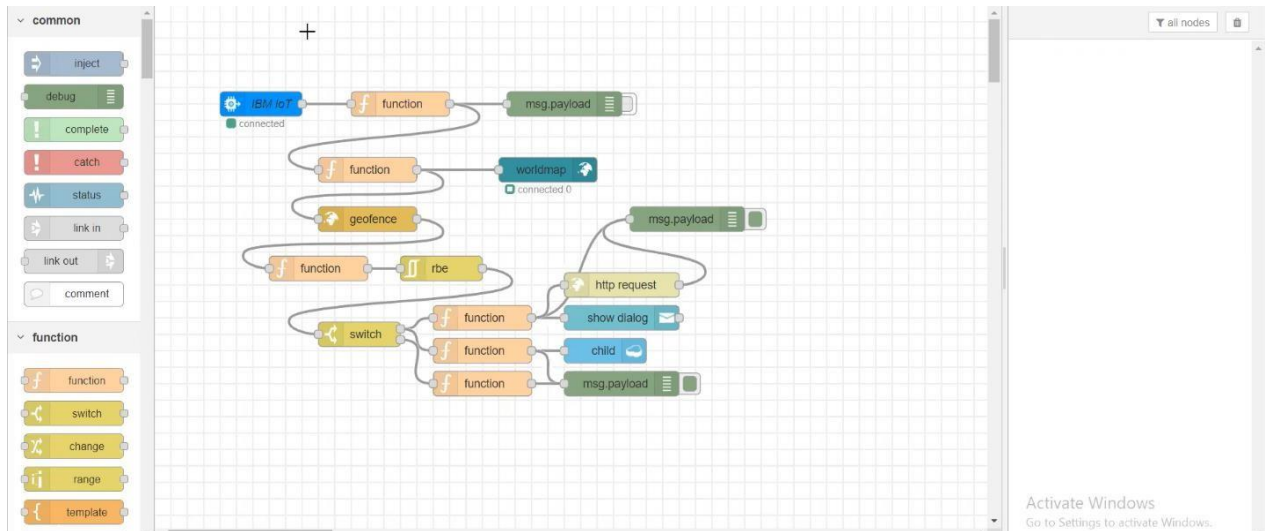 common
inject
debug
complete
catch
status
link in
link out
comment
function
function
switch
change
range
template
IBM IoT
connected
function
msg.payload
function
worldmap
connected 0
geofence
msg.payload
function
rbe
http request
switch
function
show dialog
function
child
function
msg.payload
all nodes
Activate Windows
Go to Settings to activate Windows.